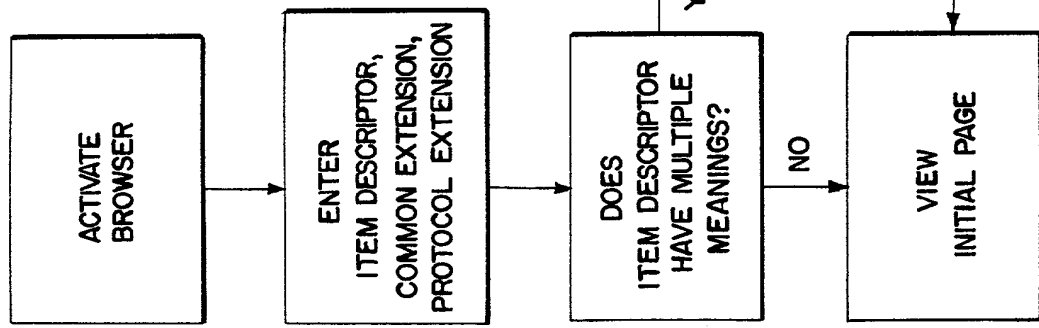 ACTIVATE
BROWSER
ENTER
ITEM DESCRIPTOR,
COMMON EXTENSION,
PROTOCOL EXTENSION
DOES
ITEM DESCRIPTOR
HAVE MULTIPLE
MEANINGS?
Y
NO
VIEW
INITIAL PAGE